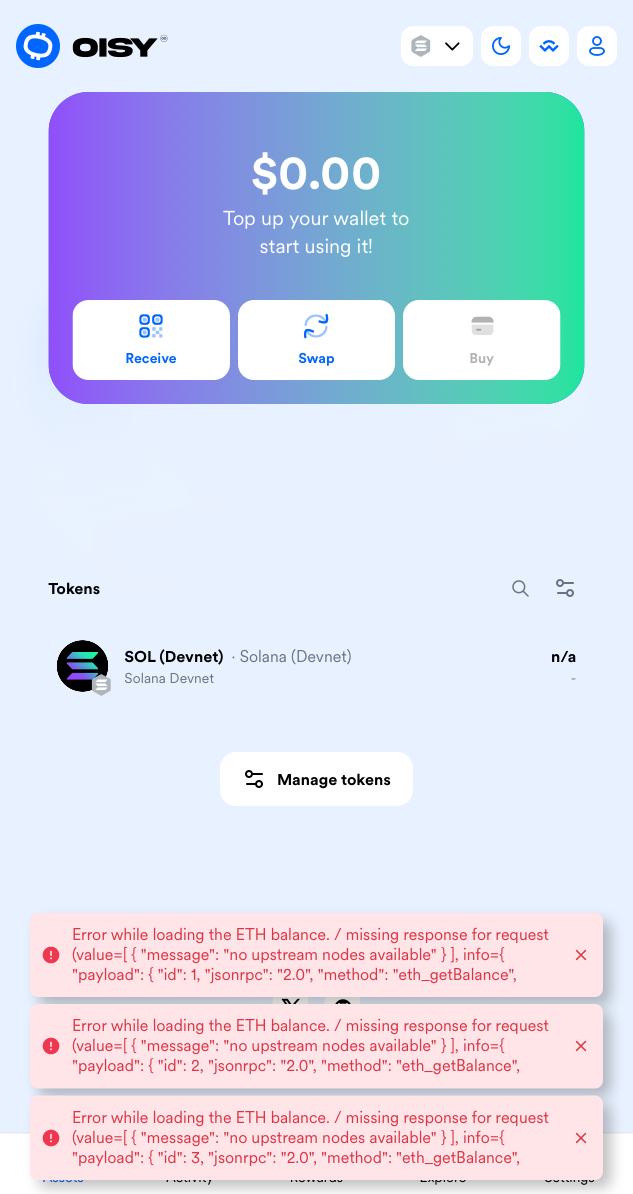 OISY
$0.00
Top up your wallet to
start using it!
Receive
Swap
Buy
Tokens
SOL (Devnet) · Solana (Devnet)
n/a
Solana Devnet
-
Manage tokens
Error while loading the ETH balance. / missing response for request
(value=[ { "message": "no upstream nodes available" } ], info={
"payload": { "id": 1, "jsonrpc": "2.0", "method": "eth_getBalance",
Error while loading the ETH balance. / missing response for request
(value=[ { "message": "no upstream nodes available" } ], info={
"payload": { "id": 2, "jsonrpc": "2.0", "method": "eth_getBalance",
Error while loading the ETH balance. / missing response for request
(value=[ { "message": "no upstream nodes available" } ], info={
"payload": { "id": 3, "jsonrpc": "2.0", "method": "eth_getBalance",
Assets
Activity
Rewards
Explore
Settings